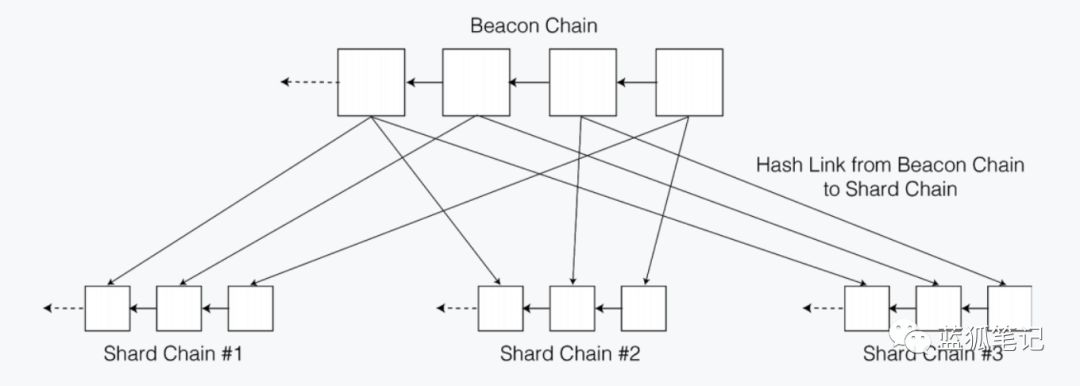 Beacon Chain
Hash Link from Beacon Chain
to Shard Chain
Shard Chain #1
Shard Chain #2
Shard Chain #3
蓝狐笔记